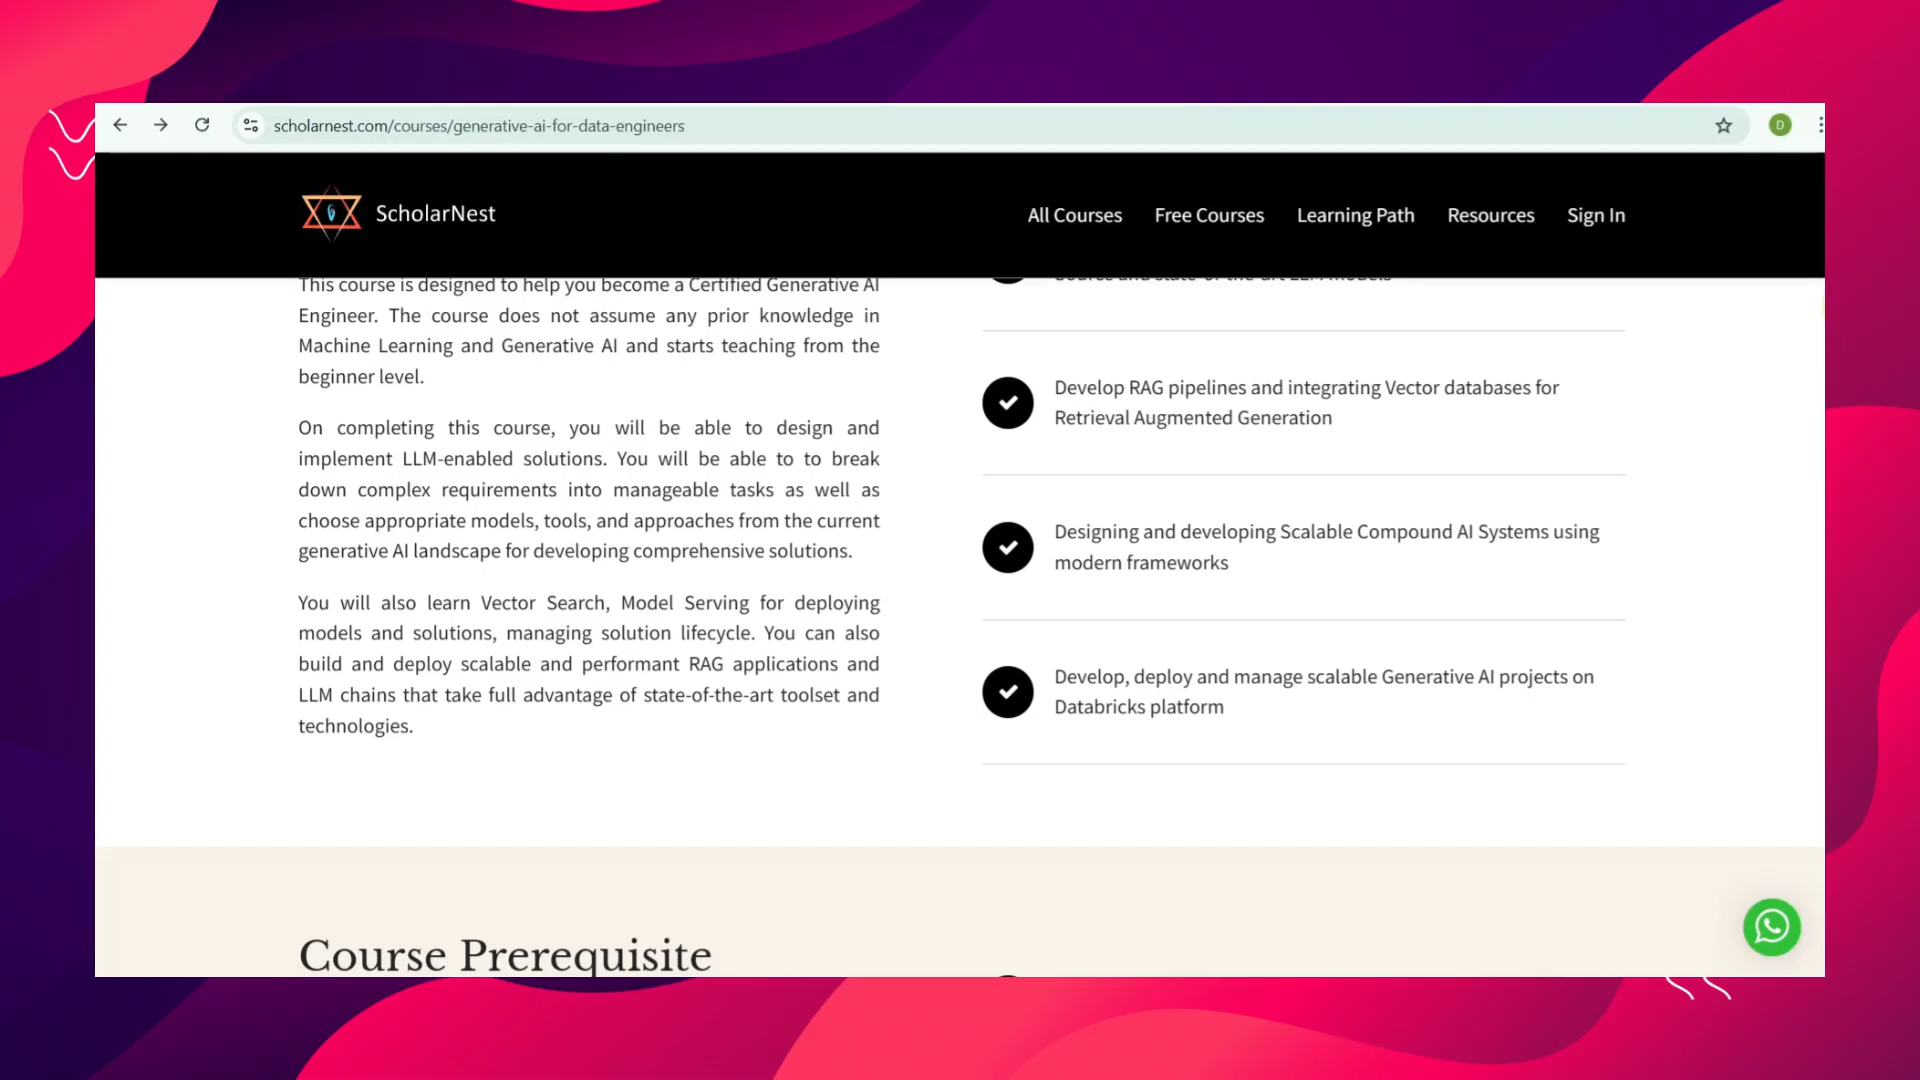 scholarnest.com/courses/generative-ai-for-data-engineers
D
ScholarNest
All Courses
Free Courses
Learning Path
Resources
Sign In
This course is designed to help you become a Certified Generative AI
Engineer. The course does not assume any prior knowledge in
Machine Learning and Generative AI and starts teaching from the
beginner level.
On completing this course, you will be able to design and
implement LLM-enabled solutions. You will be able to to break
down complex requirements into manageable tasks as well as
choose appropriate models, tools, and approaches from the current
generative AI landscape for developing comprehensive solutions.
You will also learn Vector Search, Model Serving for deploying
models and solutions, managing solution lifecycle. You can also
build and deploy scalable and performant RAG applications and
LLM chains that take full advantage of state-of-the-art toolset and
technologies.
Source and state-of-the-art LLM models
Develop RAG pipelines and integrating Vector databases for
Retrieval Augmented Generation
Designing and developing Scalable Compound AI Systems using
modern frameworks
Develop, deploy and manage scalable Generative AI projects on
Databricks platform
Course Prerequisite